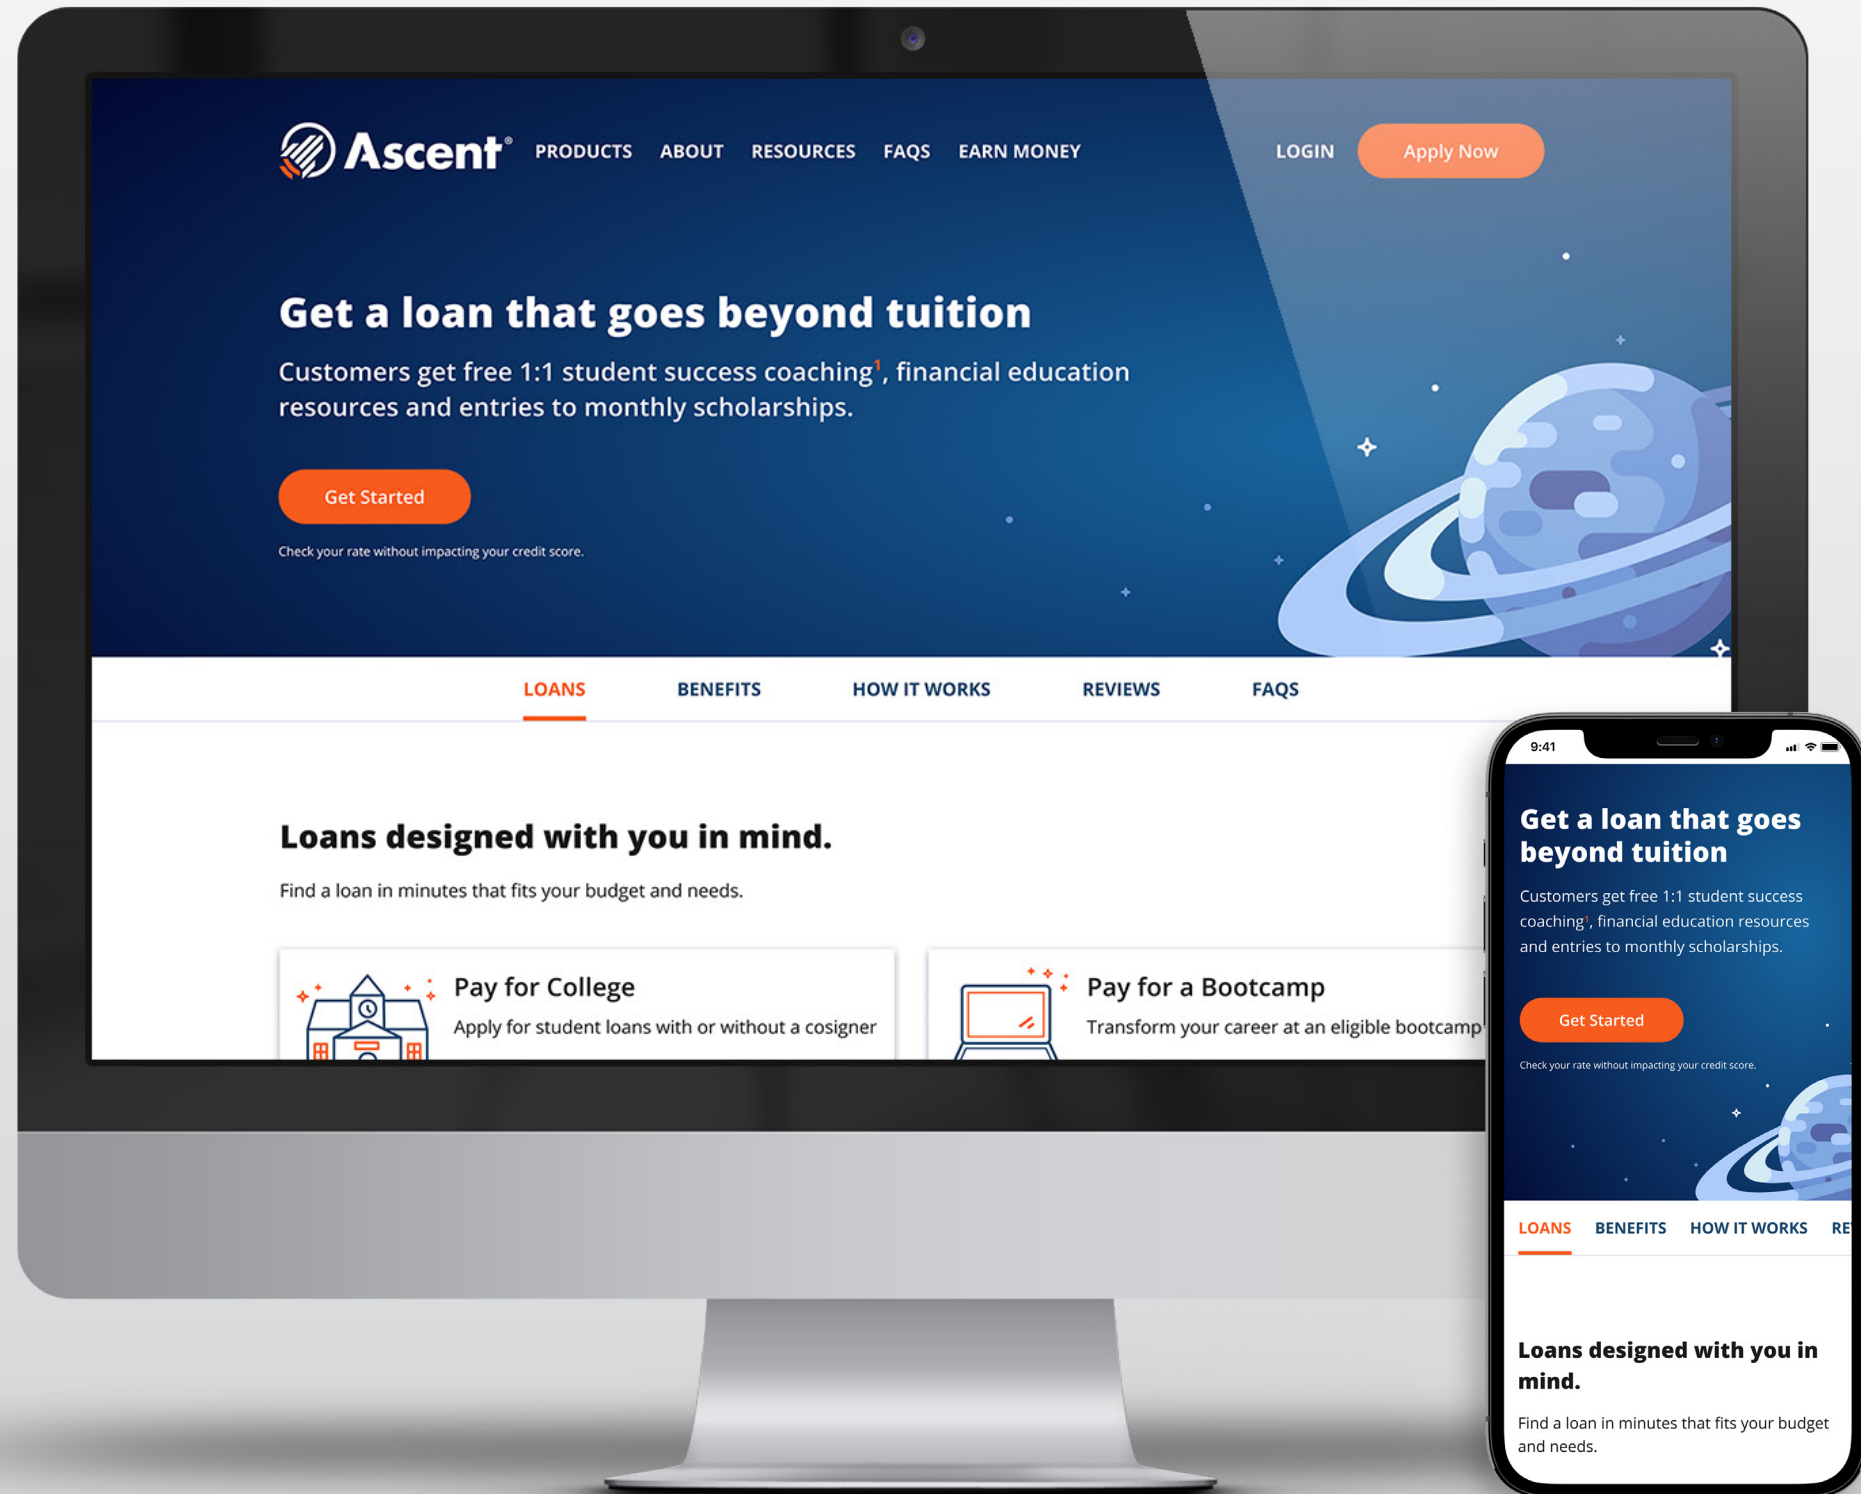 Ascent®
PRODUCTS ABOUT RESOURCES FAQS EARN MONEY
LOGIN
Apply Now
Get a loan that goes beyond tuition
Customers get free 1:1 student success coaching¹, financial education
resources and entries to monthly scholarships.
Get Started
Check your rate without impacting your credit score.
LOANS BENEFITS HOW IT WORKS REVIEWS FAQS
Loans designed with you in mind.
Find a loan in minutes that fits your budget and needs.
Pay for College
Apply for student loans with or without a cosigner
Pay for a Bootcamp
Transform your career at an eligible bootcamp
9:41
Get a loan that goes
beyond tuition
Customers get free 1:1 student success
coaching¹, financial education resources
and entries to monthly scholarships.
Get Started
Check your rate without impacting your credit score.
LOANS BENEFITS HOW IT WORKS
Loans designed with you in
mind.
Find a loan in minutes that fits your budget
and needs.